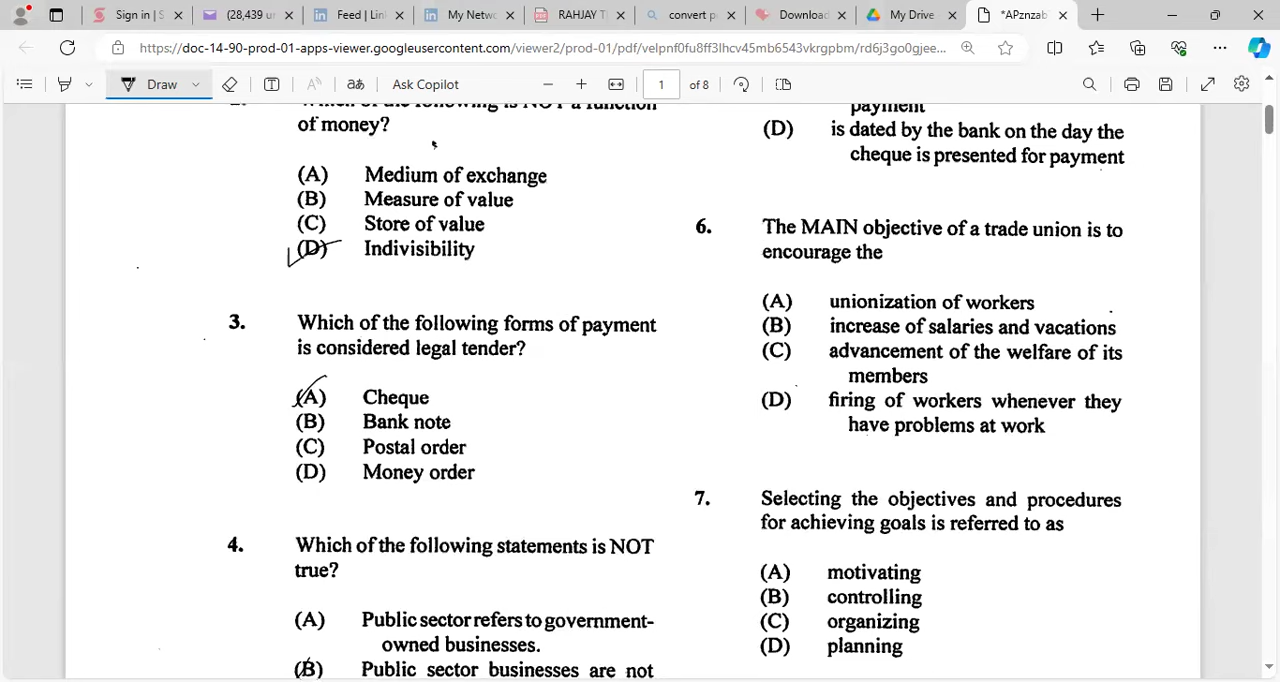 Sign in | S
(28,439 u
Feed | Lin
My Netw
RAHJAY T
convert p
Download
My Drive
*APznzab
https://doc-14-90-prod-01-apps-viewer.googleusercontent.com/viewer2/prod-01/pdf/velpnf0fu8ff3lhcv45mb6543vkrgpbm/rd6j3go0gjee...
Draw
Ask Copilot
1 of 8
2. Which of the following is NOT a function
of money?
(A) Medium of exchange
(B) Measure of value
(C) Store of value
(D) Indivisibility
3. Which of the following forms of payment
is considered legal tender?
(A) Cheque
(B) Bank note
(C) Postal order
(D) Money order
4. Which of the following statements is NOT
true?
(A) Public sector refers to government-
owned businesses.
(B) Public sector businesses are not
payment
(D) is dated by the bank on the day the
cheque is presented for payment
6. The MAIN objective of a trade union is to
encourage the
(A) unionization of workers
(B) increase of salaries and vacations
(C) advancement of the welfare of its
members
(D) firing of workers whenever they
have problems at work
7. Selecting the objectives and procedures
for achieving goals is referred to as
(A) motivating
(B) controlling
(C) organizing
(D) planning